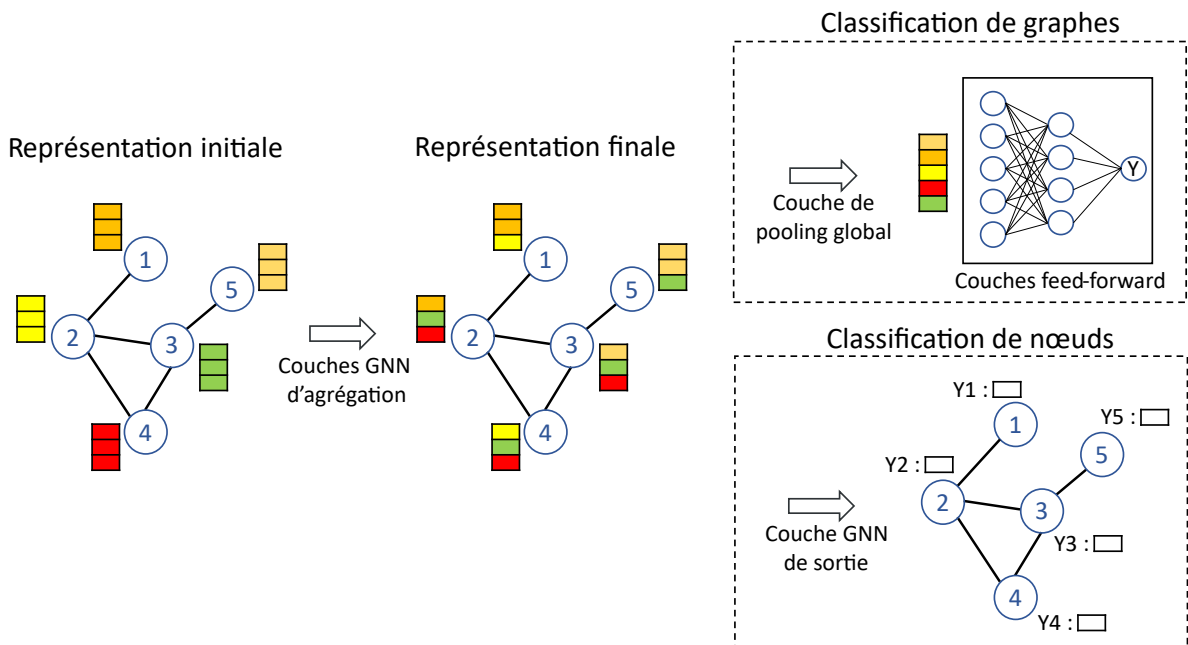 Représentation initiale
1
5
2
3
4
Couches GNN
d'agrégation
Représentation finale
1
5
2
3
4
Classification de graphes
Couche de
pooling global
Y
Couches feed-forward
Classification de nœuds
Couche GNN
de sortie
Y1 :
1
Y5 :
5
Y2 :
2
3
Y3 :
4
Y4 :